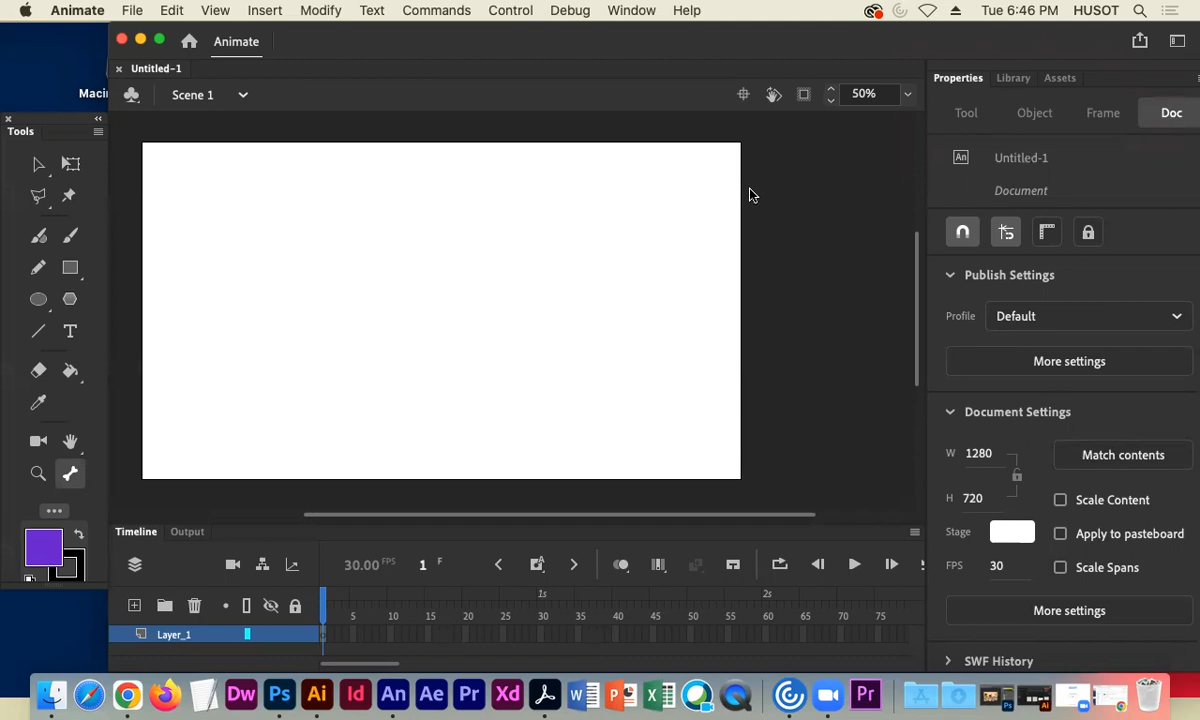 Animate File Edit View Insert Modify Text Commands Control Debug Window Help Tue 6:46 PM HUSOT
Animate
Untitled-1
Macin
Scene 1 50%
Tools
Properties Library Assets
Tool Object Frame Doc
An Untitled-1
Document
Publish Settings
Profile Default
More settings
Document Settings
W 1280 Match contents
H 720 Scale Content
Stage Apply to pasteboard
FPS 30 Scale Spans
More settings
SWF History
Timeline Output
30.00 FPS 1 F
1s 2s
5 10 15 20 25 30 35 40 45 50 55 60 65 70 75
Layer_1
Dw Ps Ai Id An Ae Pr Xd Pr